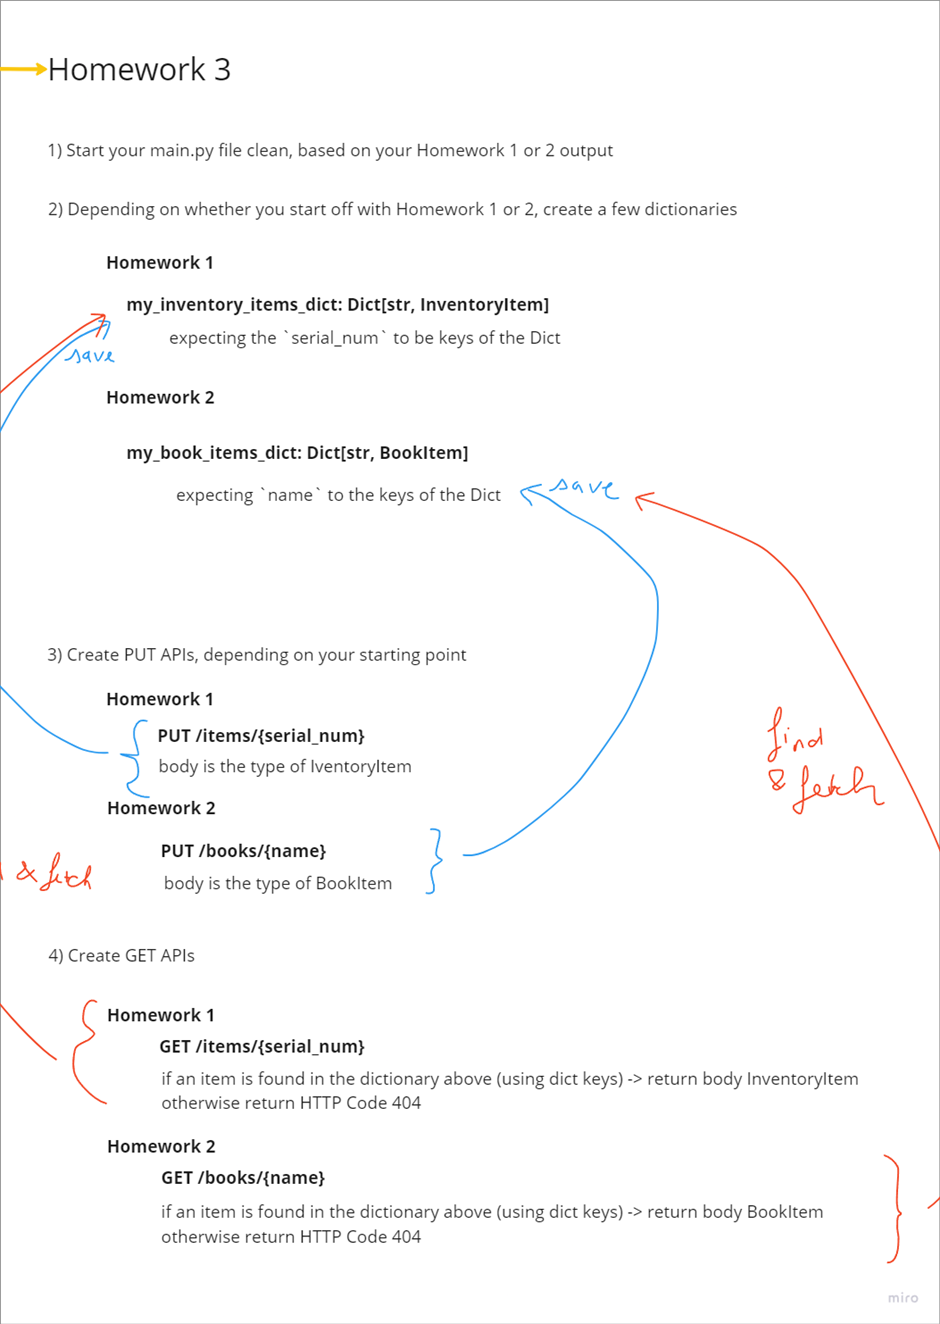 Homework 3
1) Start your main.py file clean, based on your Homework 1 or 2 output
2) Depending on whether you start off with Homework 1 or 2, create a few dictionaries
Homework 1
my_inventory_items_dict: Dict[str, InventoryItem]
expecting the `serial_num` to be keys of the Dict
save
Homework 2
my_book_items_dict: Dict[str, BookItem]
expecting `name` to the keys of the Dict
save
3) Create PUT APIs, depending on your starting point
Homework 1
PUT /items/{serial_num}
body is the type of IventoryItem
find
& fetch
Homework 2
PUT /books/{name}
body is the type of BookItem
& fetch
4) Create GET APIs
Homework 1
GET /items/{serial_num}
if an item is found in the dictionary above (using dict keys) -> return body InventoryItem
otherwise return HTTP Code 404
Homework 2
GET /books/{name}
if an item is found in the dictionary above (using dict keys) -> return body BookItem
otherwise return HTTP Code 404
miro